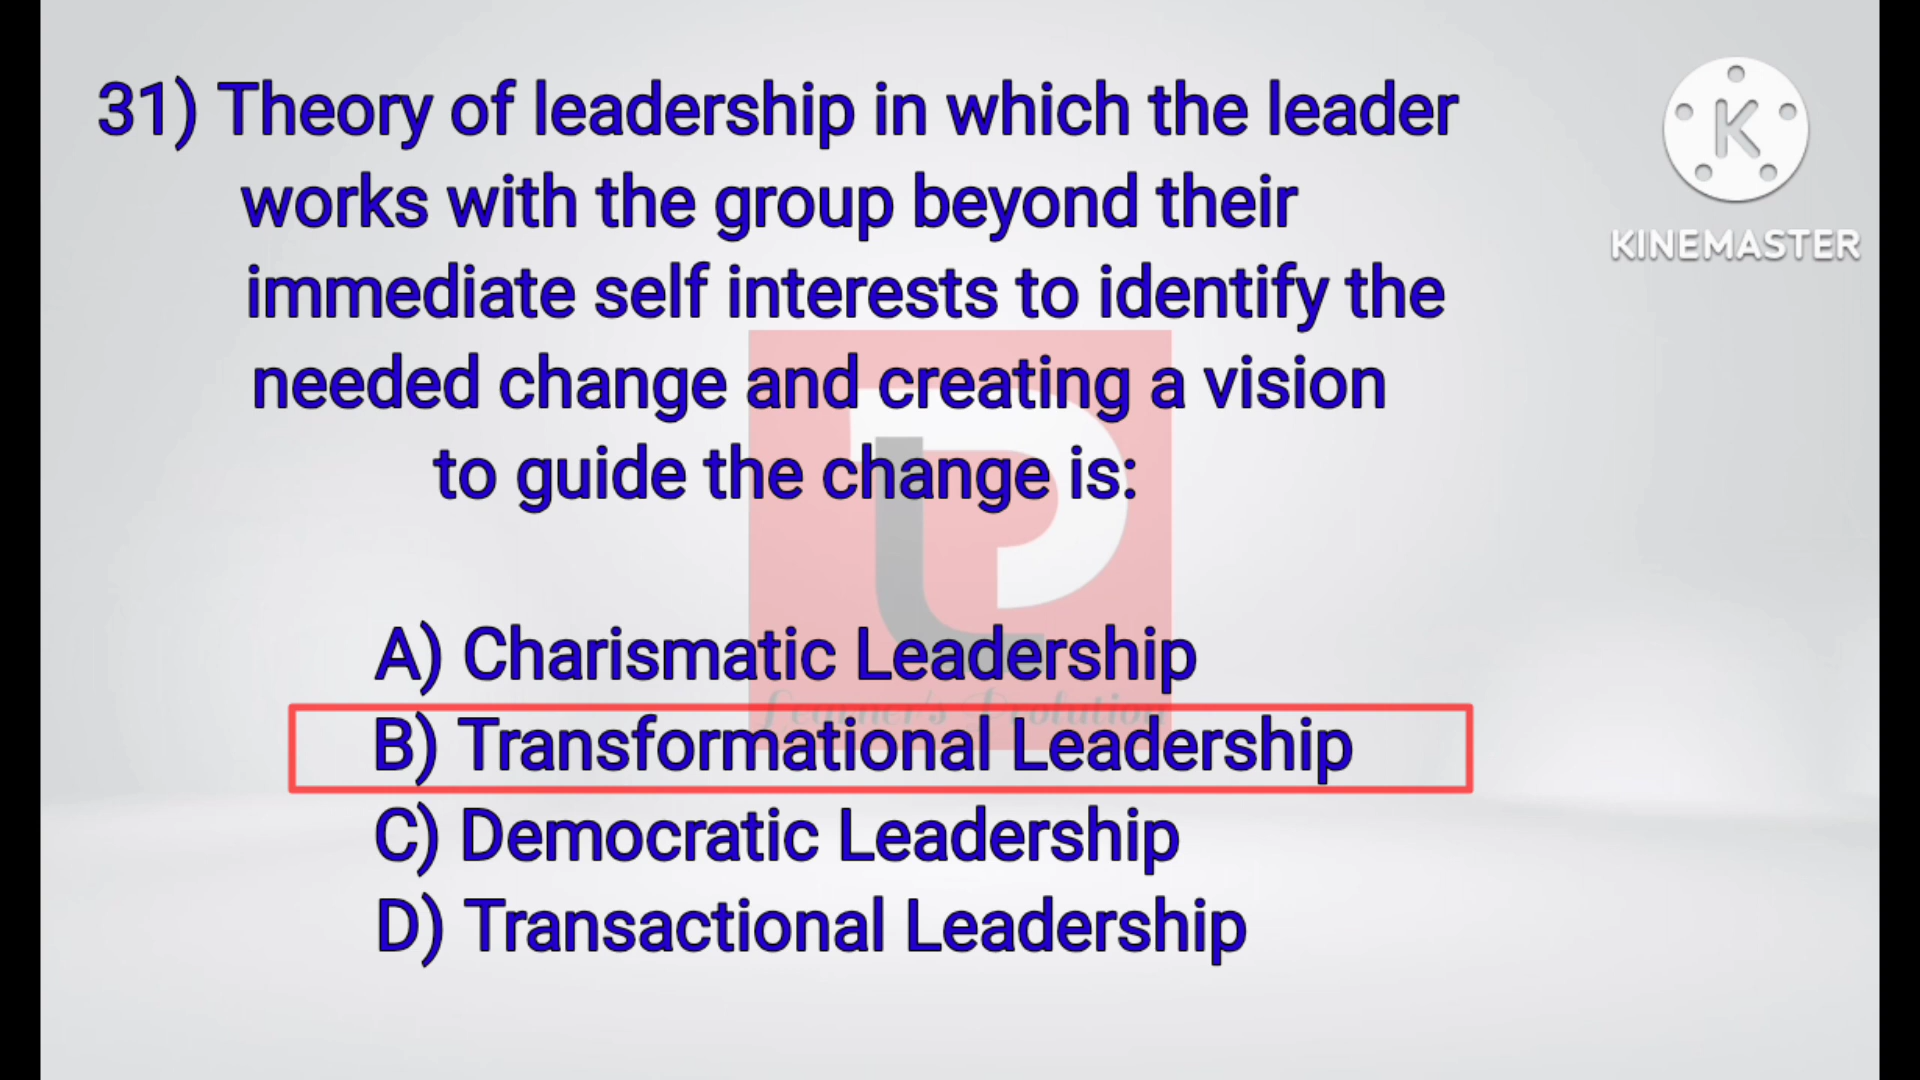 31) Theory of leadership in which the leader
works with the group beyond their
immediate self interests to identify the
needed change and creating a vision
to guide the change is:
A) Charismatic Leadership
B) Transformational Leadership
C) Democratic Leadership
D) Transactional Leadership
K
KINEMASTER
Learner's Evolution